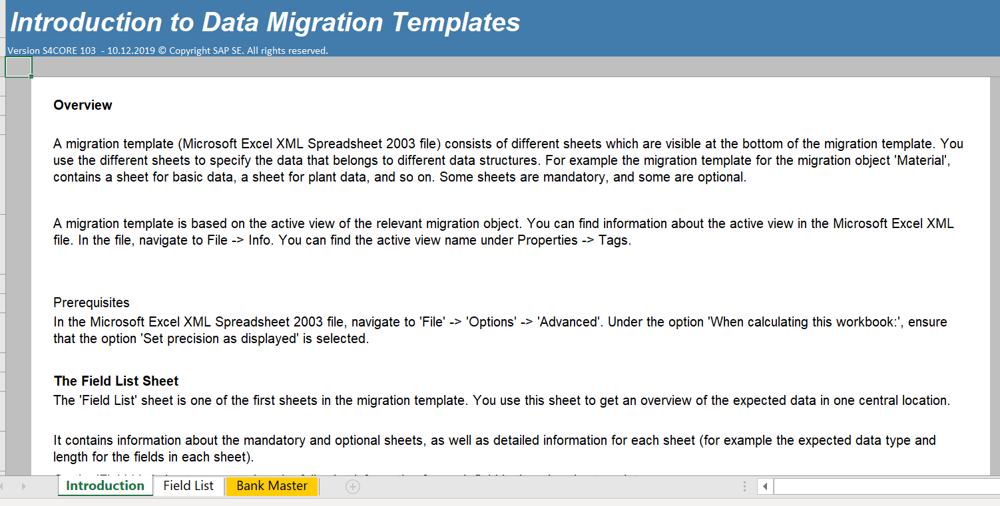 Introduction to Data Migration Templates
Version S4CORE 103 - 10.12.2019 © Copyright SAP SE. All rights reserved.
Overview
A migration template (Microsoft Excel XML Spreadsheet 2003 file) consists of different sheets which are visible at the bottom of the migration template. You
use the different sheets to specify the data that belongs to different data structures. For example the migration template for the migration object 'Material',
contains a sheet for basic data, a sheet for plant data, and so on. Some sheets are mandatory, and some are optional.
A migration template is based on the active view of the relevant migration object. You can find information about the active view in the Microsoft Excel XML
file. In the file, navigate to File -> Info. You can find the active view name under Properties -> Tags.
Prerequisites
In the Microsoft Excel XML Spreadsheet 2003 file, navigate to 'File' -> 'Options' -> 'Advanced'. Under the option 'When calculating this workbook:', ensure
that the option 'Set precision as displayed' is selected.
The Field List Sheet
The 'Field List' sheet is one of the first sheets in the migration template. You use this sheet to get an overview of the expected data in one central location.
It contains information about the mandatory and optional sheets, as well as detailed information for each sheet (for example the expected data type and
length for the fields in each sheet).
Introduction
Field List
Bank Master